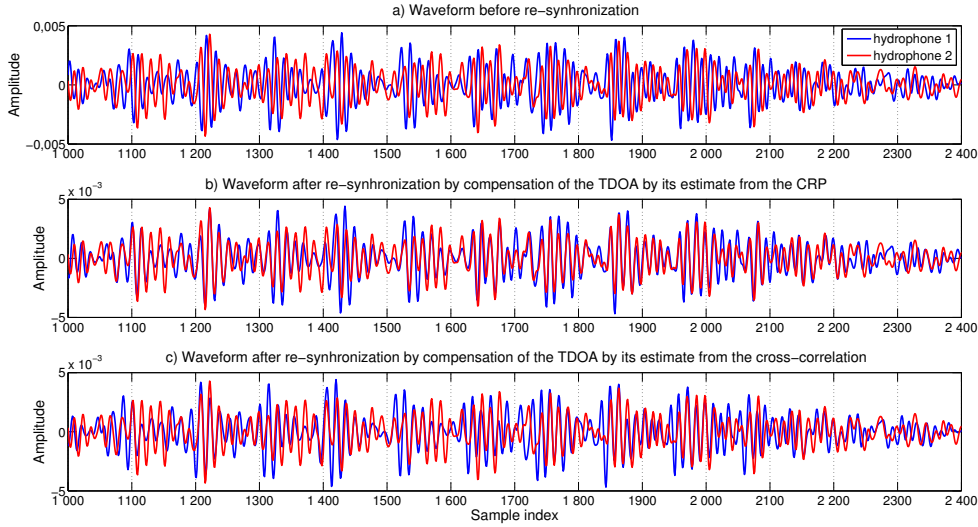 a) Waveform before re-synhronization
0,005
0
−0,005
Amplitude
hydrophone 1
hydrophone 2
1 000 1100 1 200 1300 1 400 1500 1 600 1700 1 800 1900 2 000 2100 2 200 2300 2 400
b) Waveform after re-synhronization by compensation of the TDOA by its estimate from the CRP
5 x 10⁻³
0
−5
Amplitude
1 000 1100 1 200 1300 1 400 1500 1 600 1700 1 800 1900 2 000 2100 2 200 2300 2 400
c) Waveform after re-synhronization by compensation of the TDOA by its estimate from the cross−correlation
5 x 10⁻³
0
−5
Amplitude
1 000 1100 1 200 1300 1 400 1500 1 600 1700 1 800 1900 2 000 2100 2 200 2300 2 400
Sample index